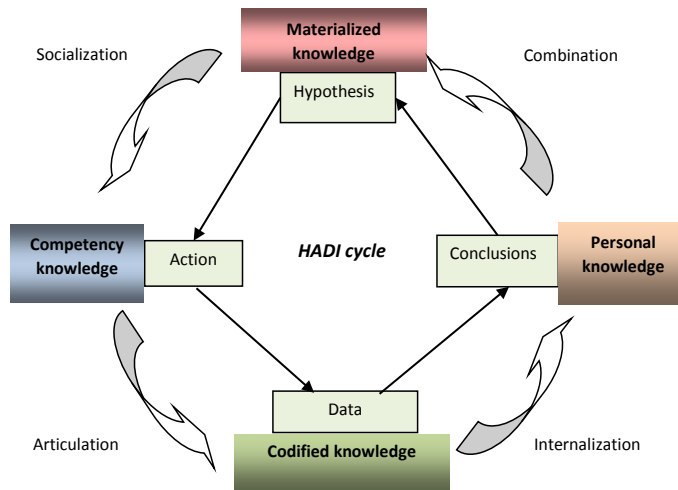 Materialized
knowledge
Socialization
Combination
Hypothesis
Competency
knowledge
Action
HADI cycle
Conclusions
Personal
knowledge
Data
Articulation
Codified knowledge
Internalization